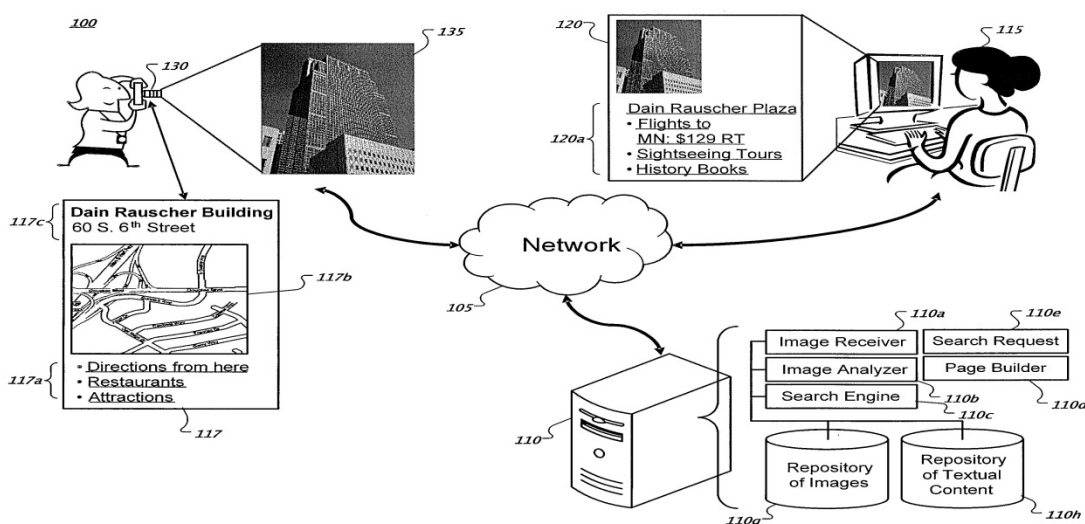 100
130
135
120
115
Dain Rauscher Plaza
• Flights to
MN: $129 RT
• Sightseeing Tours
• History Books
120a
117c
Dain Rauscher Building
60 S. 6th Street
117b
117a
• Directions from here
• Restaurants
• Attractions
117
Network
105
110
110a
110e
Image Receiver
Search Request
Image Analyzer
Page Builder
110b
110d
Search Engine
110c
Repository
of Images
Repository
of Textual
Content
110g
110h